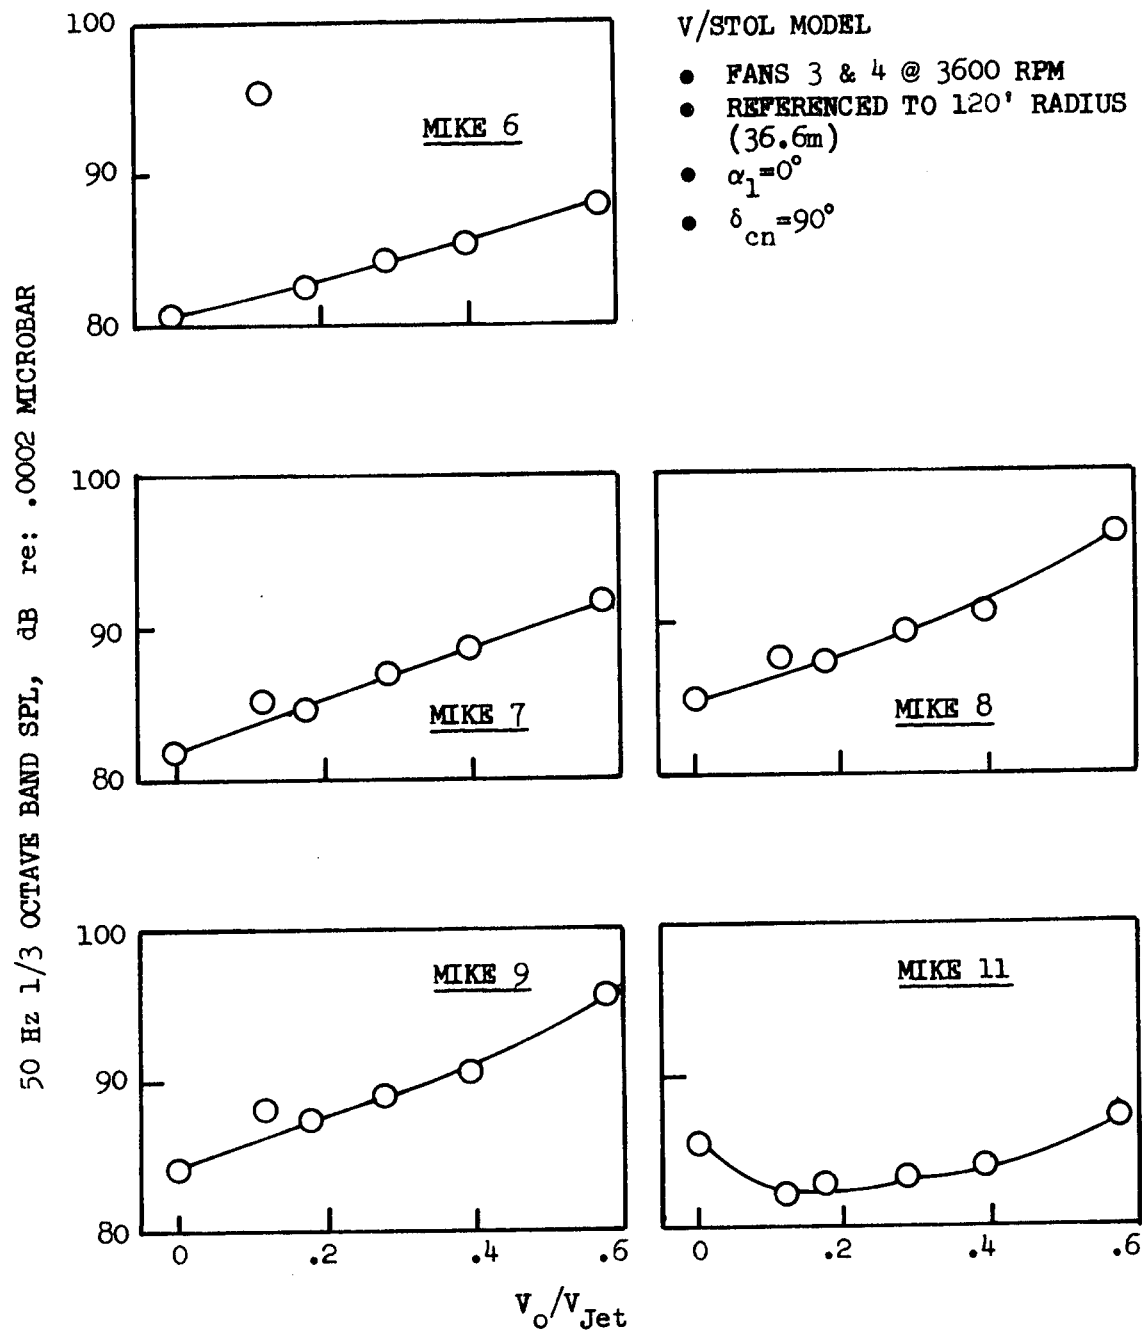 V/STOL MODEL
● FANS 3 & 4 @ 3600 RPM
● REFERENCED TO 120' RADIUS
(36.6m)
● α1=0°
● δcn=90°
50 Hz 1/3 OCTAVE BAND SPL, dB re: .0002 MICROBAR
100
90
80
MIKE 6
100
90
80
MIKE 7
MIKE 8
100
90
80
MIKE 9
MIKE 11
0 .2 .4 .6
0 .2 .4 .6
Vo/VJet